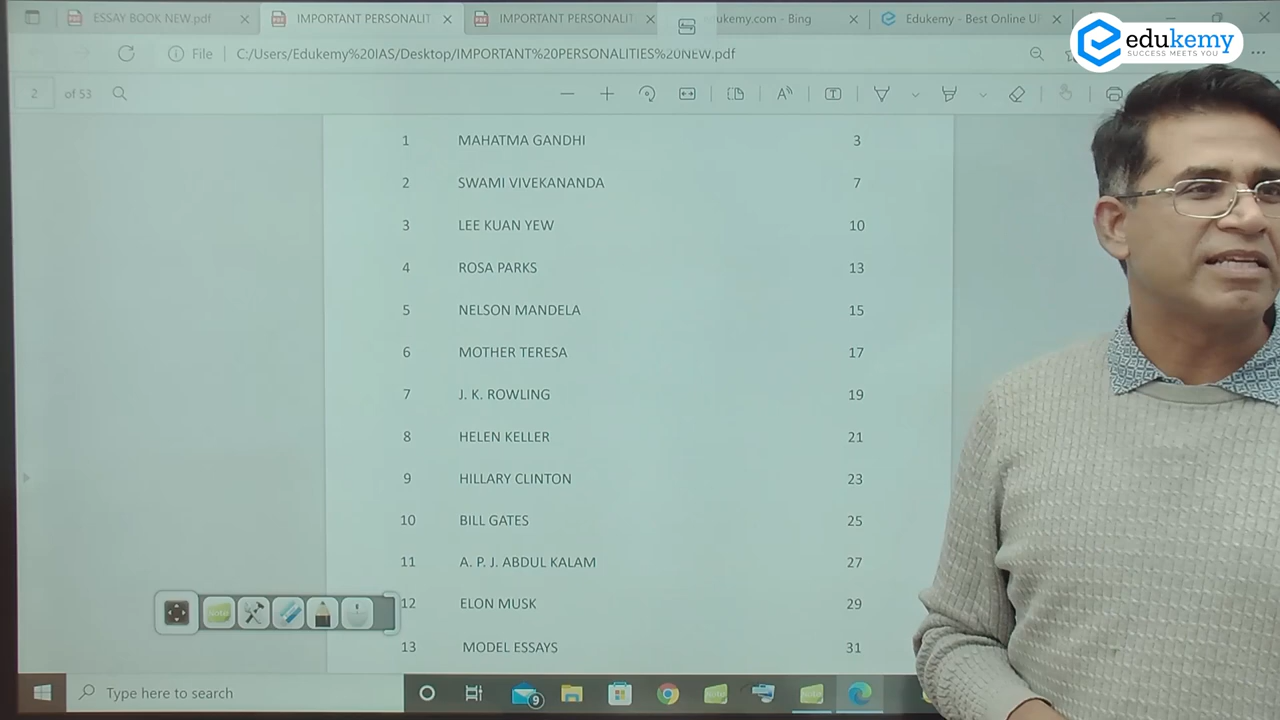 ESSAY BOOK NEW.pdf
IMPORTANT PERSONALIT
IMPORTANT PERSONALIT
ukemy.com - Bing
Edukemy - Best Online
edukemy
SUCCESS MEETS YOU
File
C:/Users/Edukemy%20IAS/Desktop/IMPORTANT%20PERSONALITIES%20NEW.pdf
2 of 53
1 MAHATMA GANDHI 3
2 SWAMI VIVEKANANDA 7
3 LEE KUAN YEW 10
4 ROSA PARKS 13
5 NELSON MANDELA 15
6 MOTHER TERESA 17
7 J. K. ROWLING 19
8 HELEN KELLER 21
9 HILLARY CLINTON 23
10 BILL GATES 25
11 A. P. J. ABDUL KALAM 27
12 ELON MUSK 29
13 MODEL ESSAYS 31
Type here to search
9